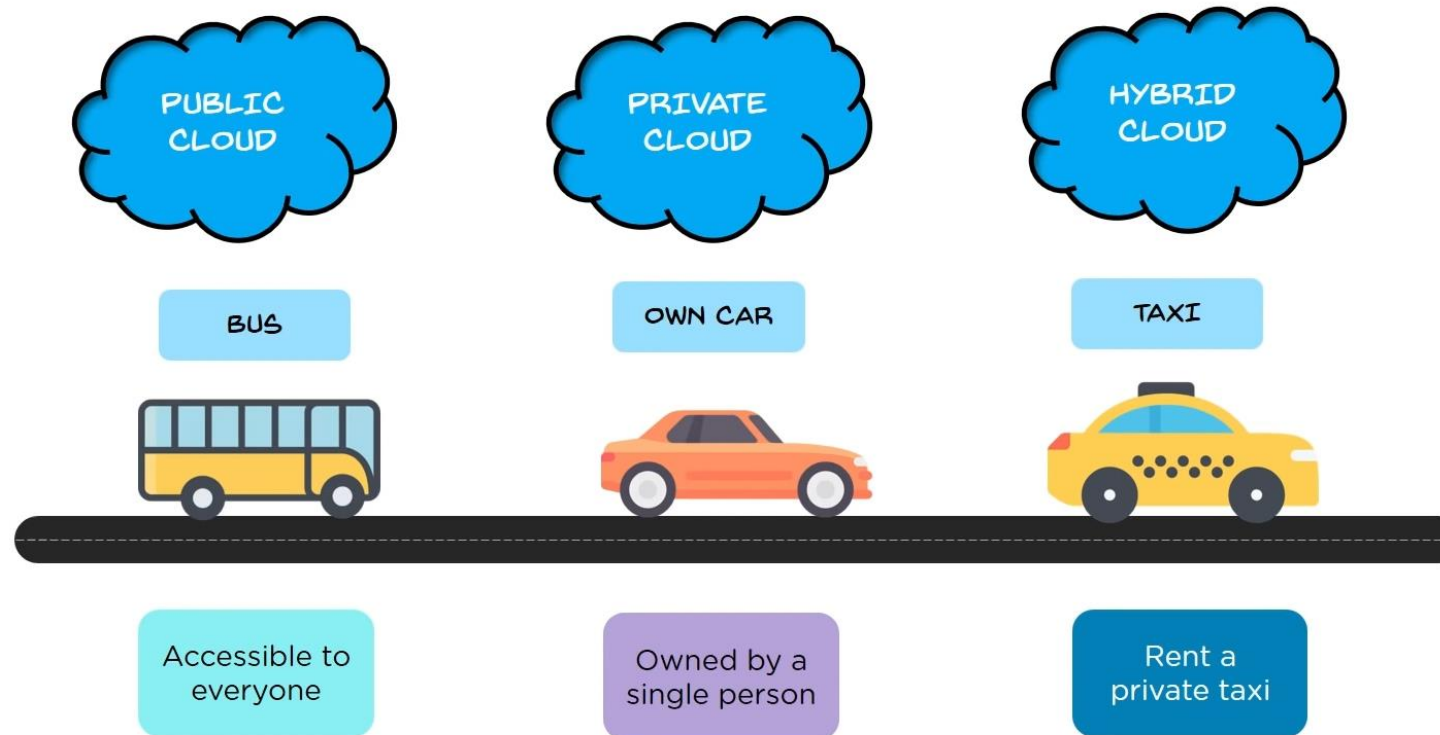 PUBLIC
CLOUD
PRIVATE
CLOUD
HYBRID
CLOUD
BUS
OWN CAR
TAXI
Accessible to
everyone
Owned by a
single person
Rent a
private taxi